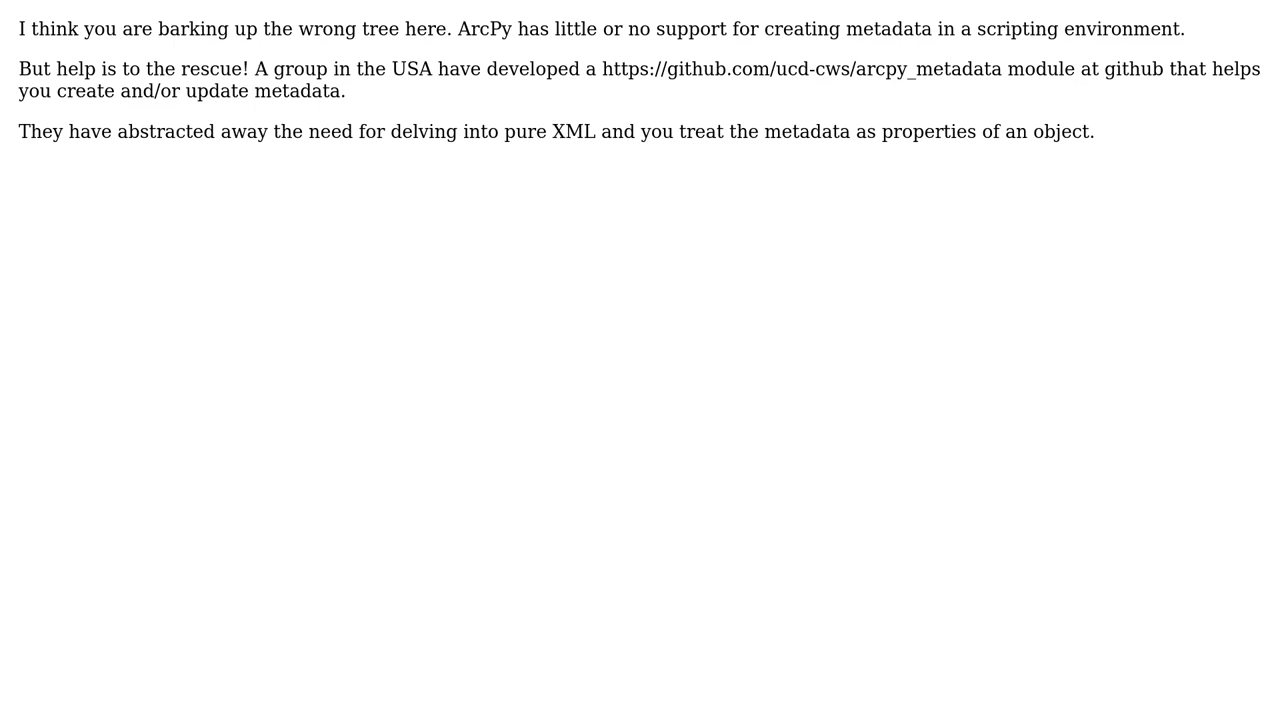 I think you are barking up the wrong tree here. ArcPy has little or no support for creating metadata in a scripting environment.
But help is to the rescue! A group in the USA have developed a https://github.com/ucd-cws/arcpy_metadata module at github that helps
you create and/or update metadata.
They have abstracted away the need for delving into pure XML and you treat the metadata as properties of an object.